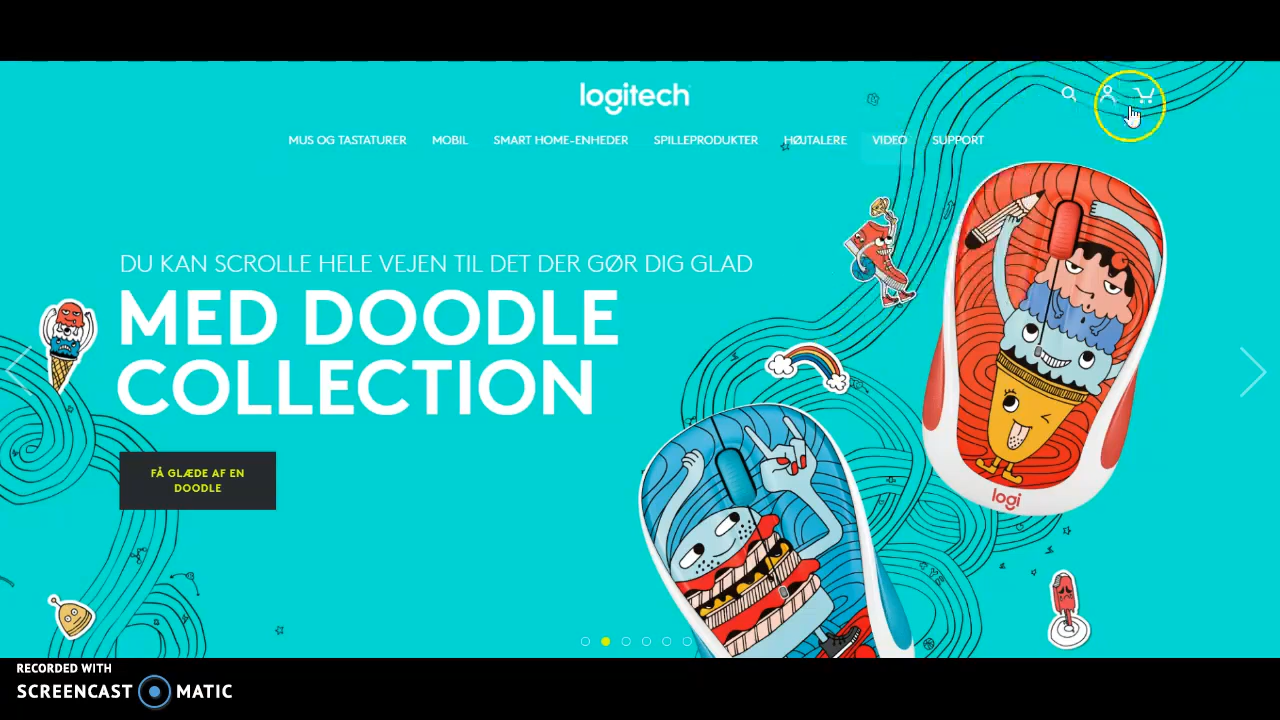 logitech
MUS OG TASTATURER MOBIL SMART HOME-ENHEDER SPILLEPRODUKTER HØJTALERE VIDEO SUPPORT
DU KAN SCROLLE HELE VEJEN TIL DET DER GØR DIG GLAD
MED DOODLE
COLLECTION
FÅ GLÆDE AF EN
DOODLE
logi
RECORDED WITH
SCREENCAST MATIC